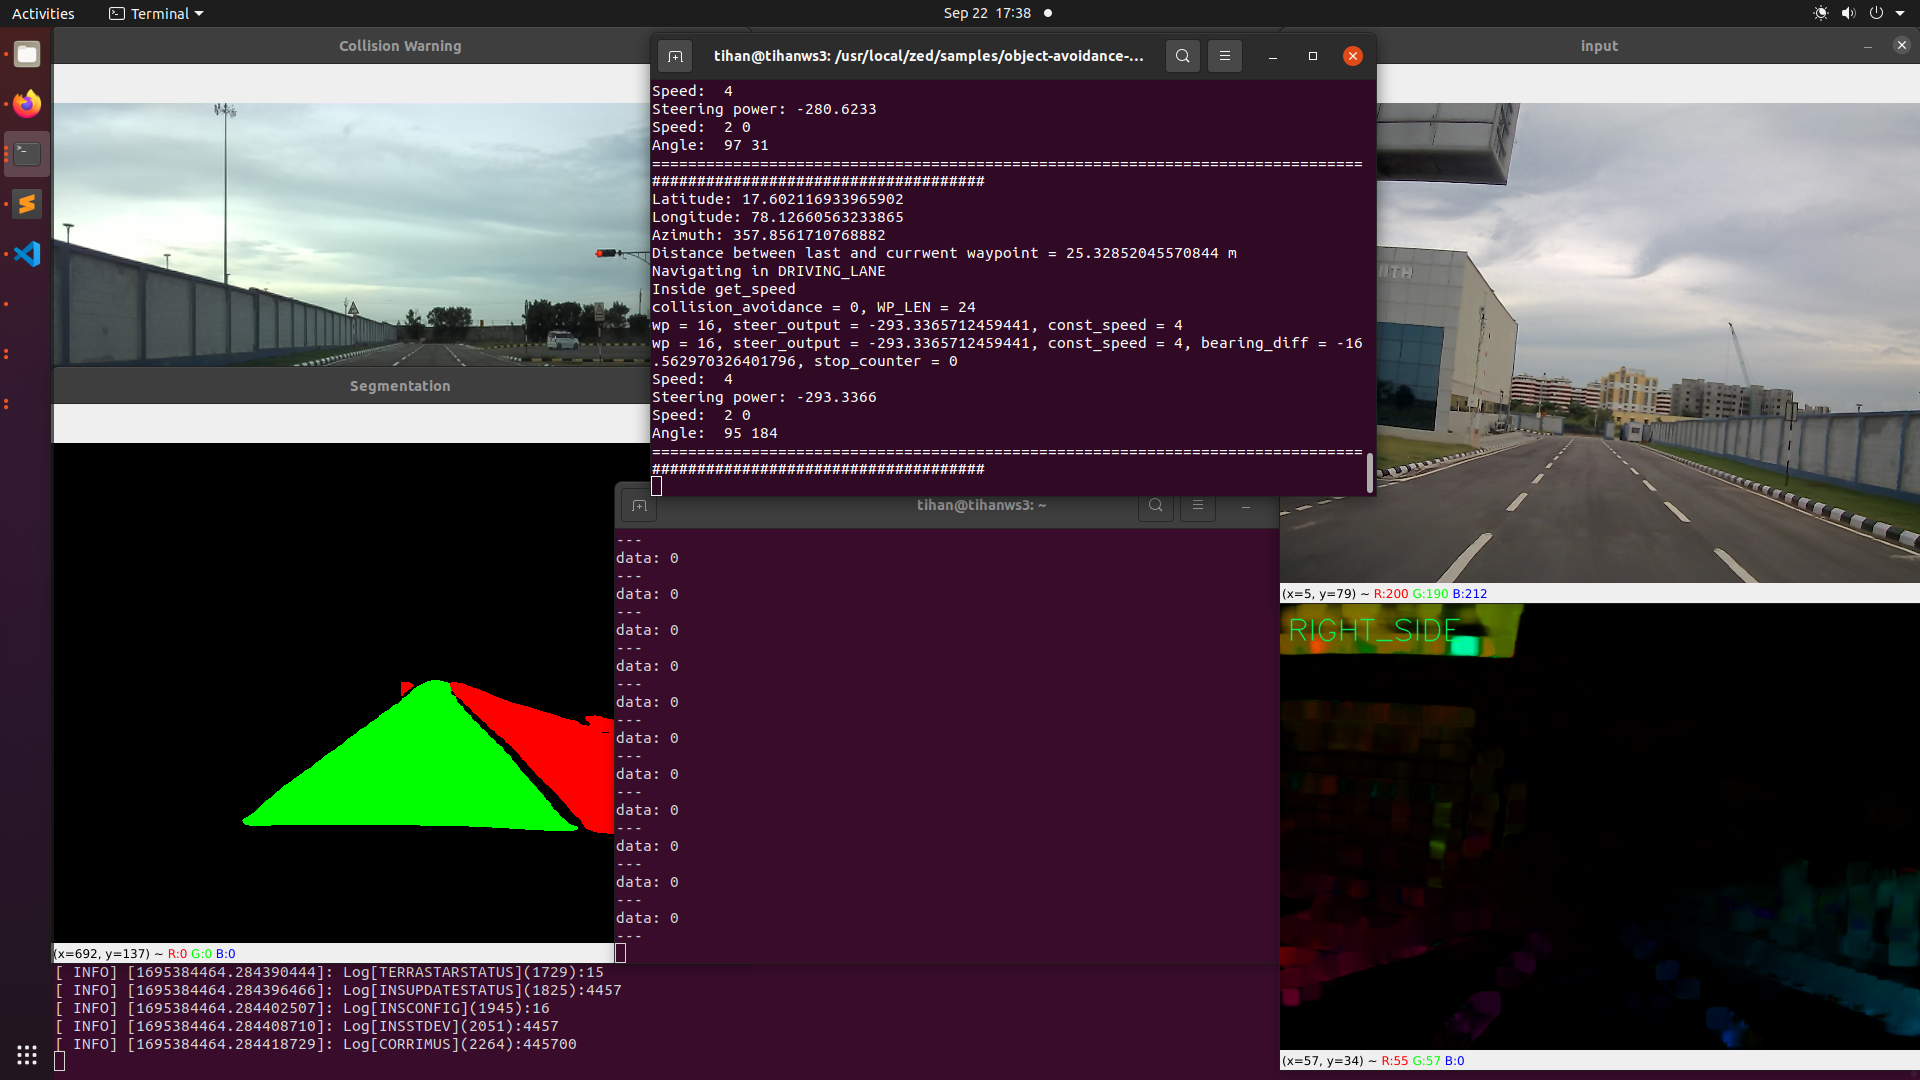 Activities
Terminal
Sep 22 17:38
Collision Warning
tihan@tihanws3: /usr/local/zed/samples/object-avoidance-...
input
Speed:  4
Steering power: -280.6233
Speed:  2 0
Angle:  97 31
===============================================================================
#####################################
Latitude: 17.602116933965902
Longitude: 78.12660563233865
Azimuth: 357.8561710768882
Distance between last and currwent waypoint = 25.32852045570844 m
Navigating in DRIVING_LANE
Inside get_speed
collision_avoidance = 0, WP_LEN = 24
wp = 16, steer_output = -293.3365712459441, const_speed = 4
wp = 16, steer_output = -293.3365712459441, const_speed = 4, bearing_diff = -16
.562970326401796, stop_counter = 0
Speed:  4
Steering power: -293.3366
Speed:  2 0
Angle:  95 184
===============================================================================
#####################################
Segmentation
tihan@tihanws3: ~
---
data: 0
---
data: 0
---
data: 0
---
data: 0
---
data: 0
---
data: 0
---
data: 0
---
data: 0
---
data: 0
---
data: 0
---
data: 0
---
(x=5, y=79) ~ R:200 G:190 B:212
RIGHT_SIDE
(x=692, y=137) ~ R:0 G:0 B:0
[ INFO] [1695384464.284390444]: Log[TERRASTARSTATUS](1729):15
[ INFO] [1695384464.284396466]: Log[INSUPDATESTATUS](1825):4457
[ INFO] [1695384464.284402507]: Log[INSCONFIG](1945):16
[ INFO] [1695384464.284408710]: Log[INSSTDEV](2051):4457
[ INFO] [1695384464.284418729]: Log[CORRIMUS](2264):445700
(x=57, y=34) ~ R:55 G:57 B:0